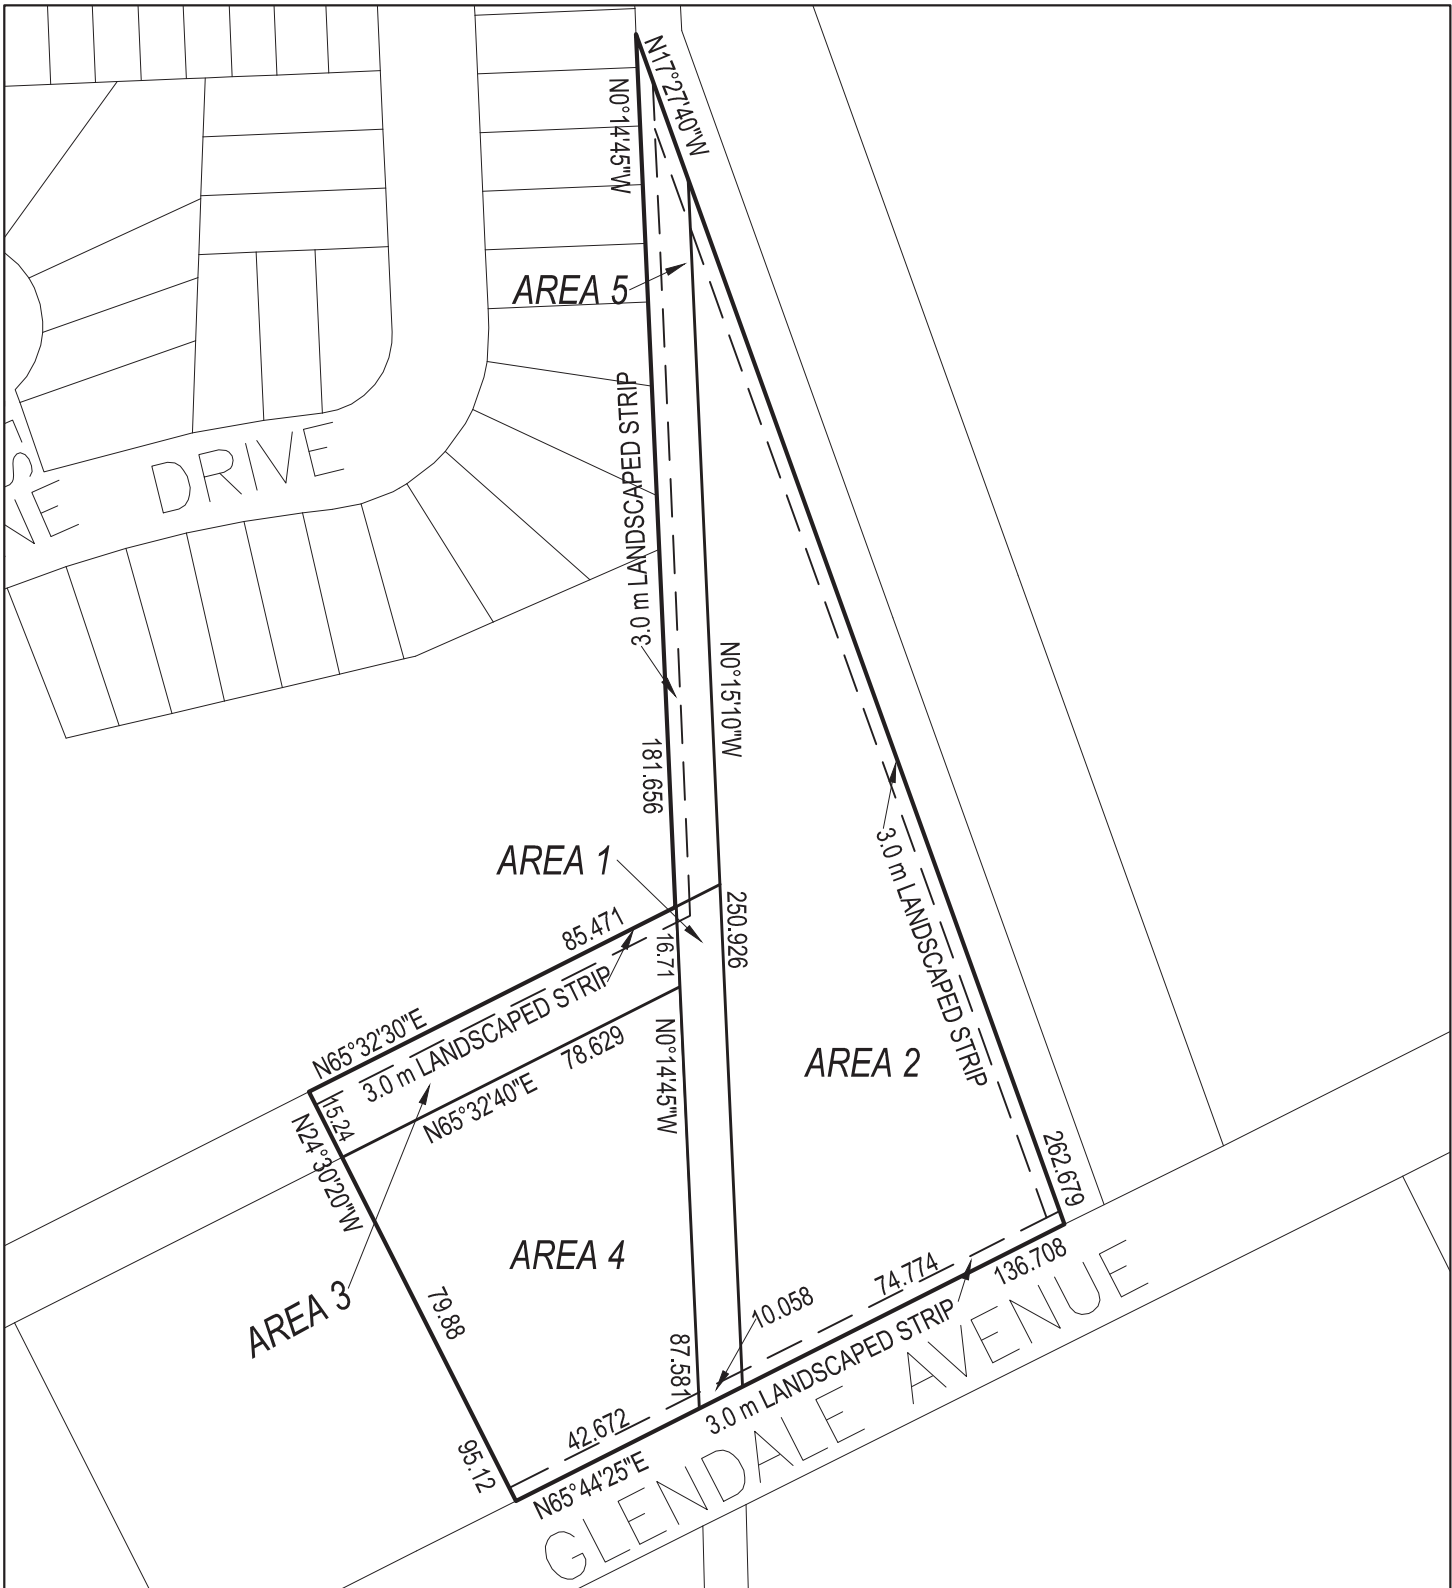 N17°27'40"W
N0°14'45"W
AREA 5
3.0 m LANDSCAPED STRIP
DRIVE
N0°15'10"W
181.656
AREA 1
3.0 m LANDSCAPED STRIP
85.471
16.71
250.926
N65°32'30"E
3.0 m LANDSCAPED STRIP
78.629
N65°32'40"E
N0°14'45"W
AREA 2
15.24
N24°30'20"W
262.679
AREA 4
136.708
74.774
10.058
AREA 3
79.88
87.581
3.0 m LANDSCAPED STRIP
42.672
95.12
N65°44'25"E
GLENDALE AVENUE